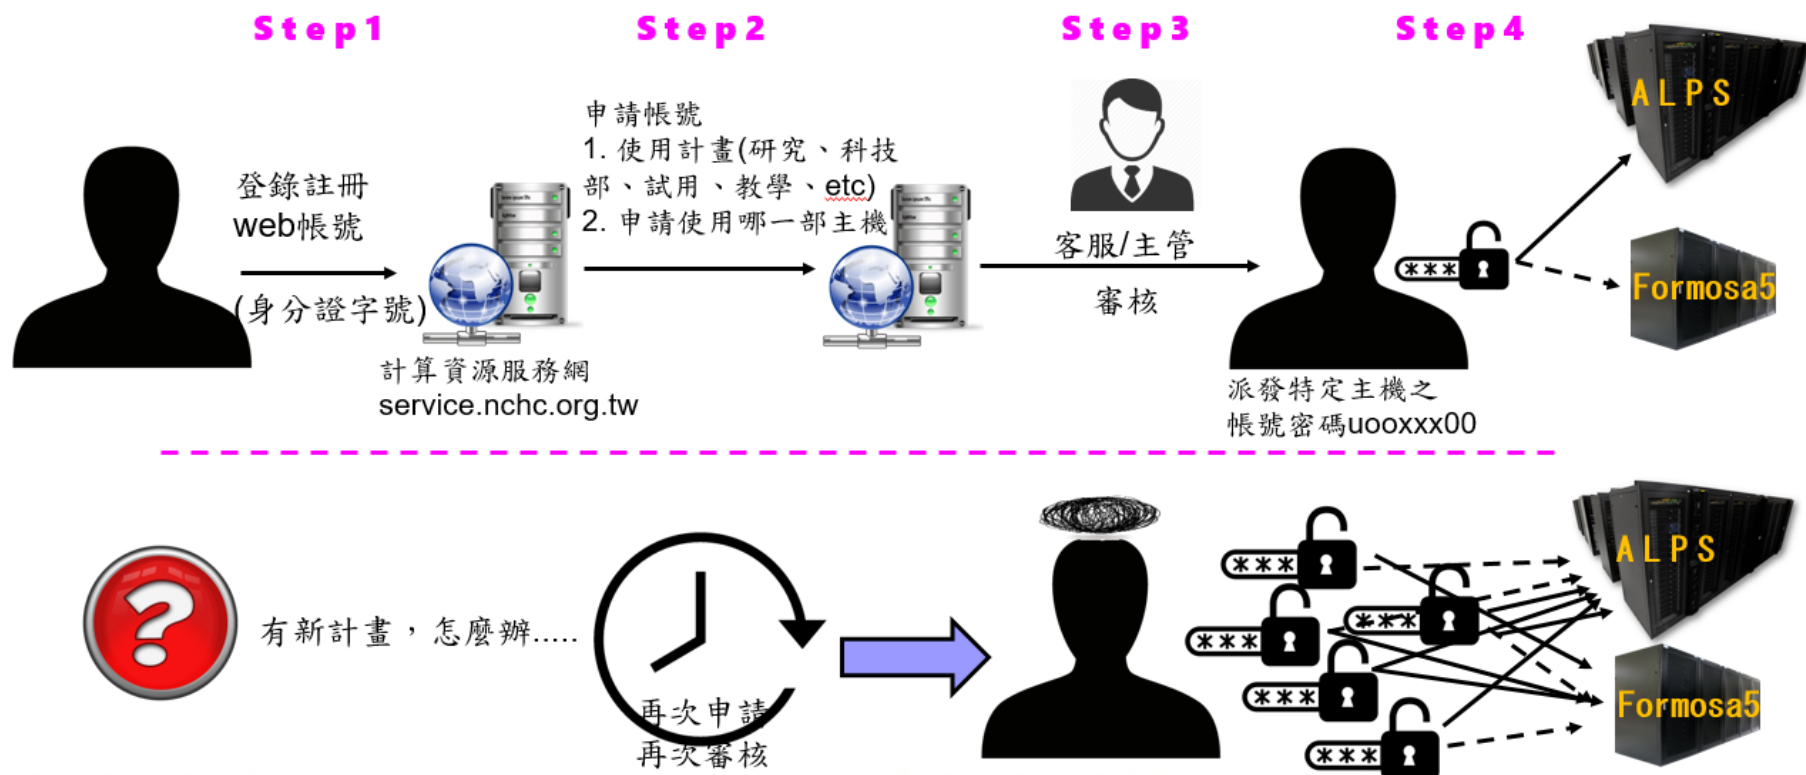 Step1
Step2
Step3
Step4
登錄註冊
web帳號
(身分證字號)
計算資源服務網
service.nchc.org.tw
申請帳號
1. 使用計畫(研究、科技
部、試用、教學、etc)
2. 申請使用哪一部主機
客服/主管
審核
派發特定主機之
帳號密碼uooxxx00
***
ALPS
Formosa5
有新計畫，怎麼辦.....
再次申請
再次審核
***
***
***
***
***
ALPS
Formosa5